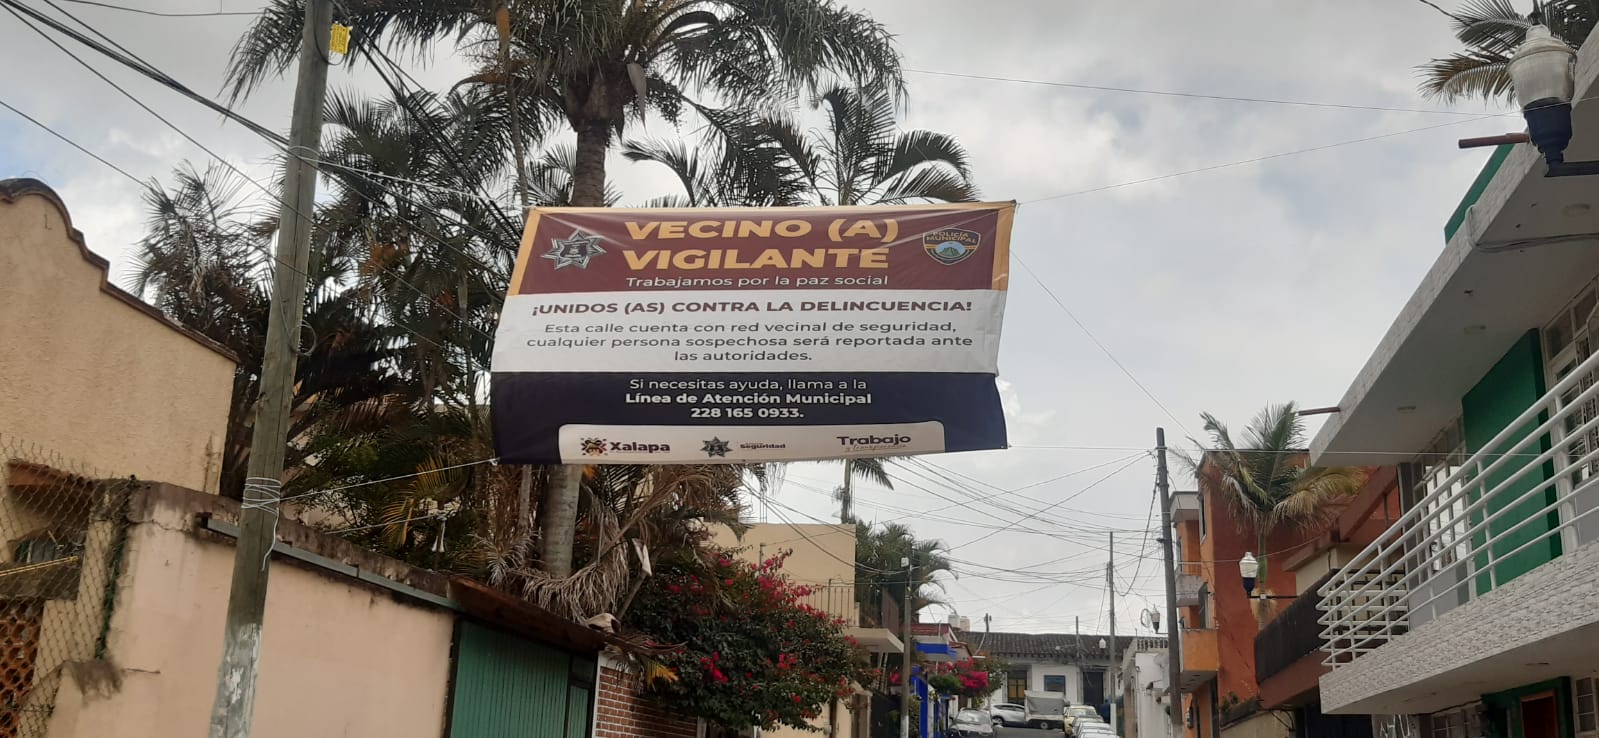 VECINO (A)
VIGILANTE
Trabajamos por la paz social
POLICÍA
MUNICIPAL
¡UNIDOS (AS) CONTRA LA DELINCUENCIA!
Esta calle cuenta con red vecinal de seguridad,
cualquier persona sospechosa será reportada ante
las autoridades.
Si necesitas ayuda, llama a la
Línea de Atención Municipal
228 165 0933.
Xalapa
Seguridad
Trabajo